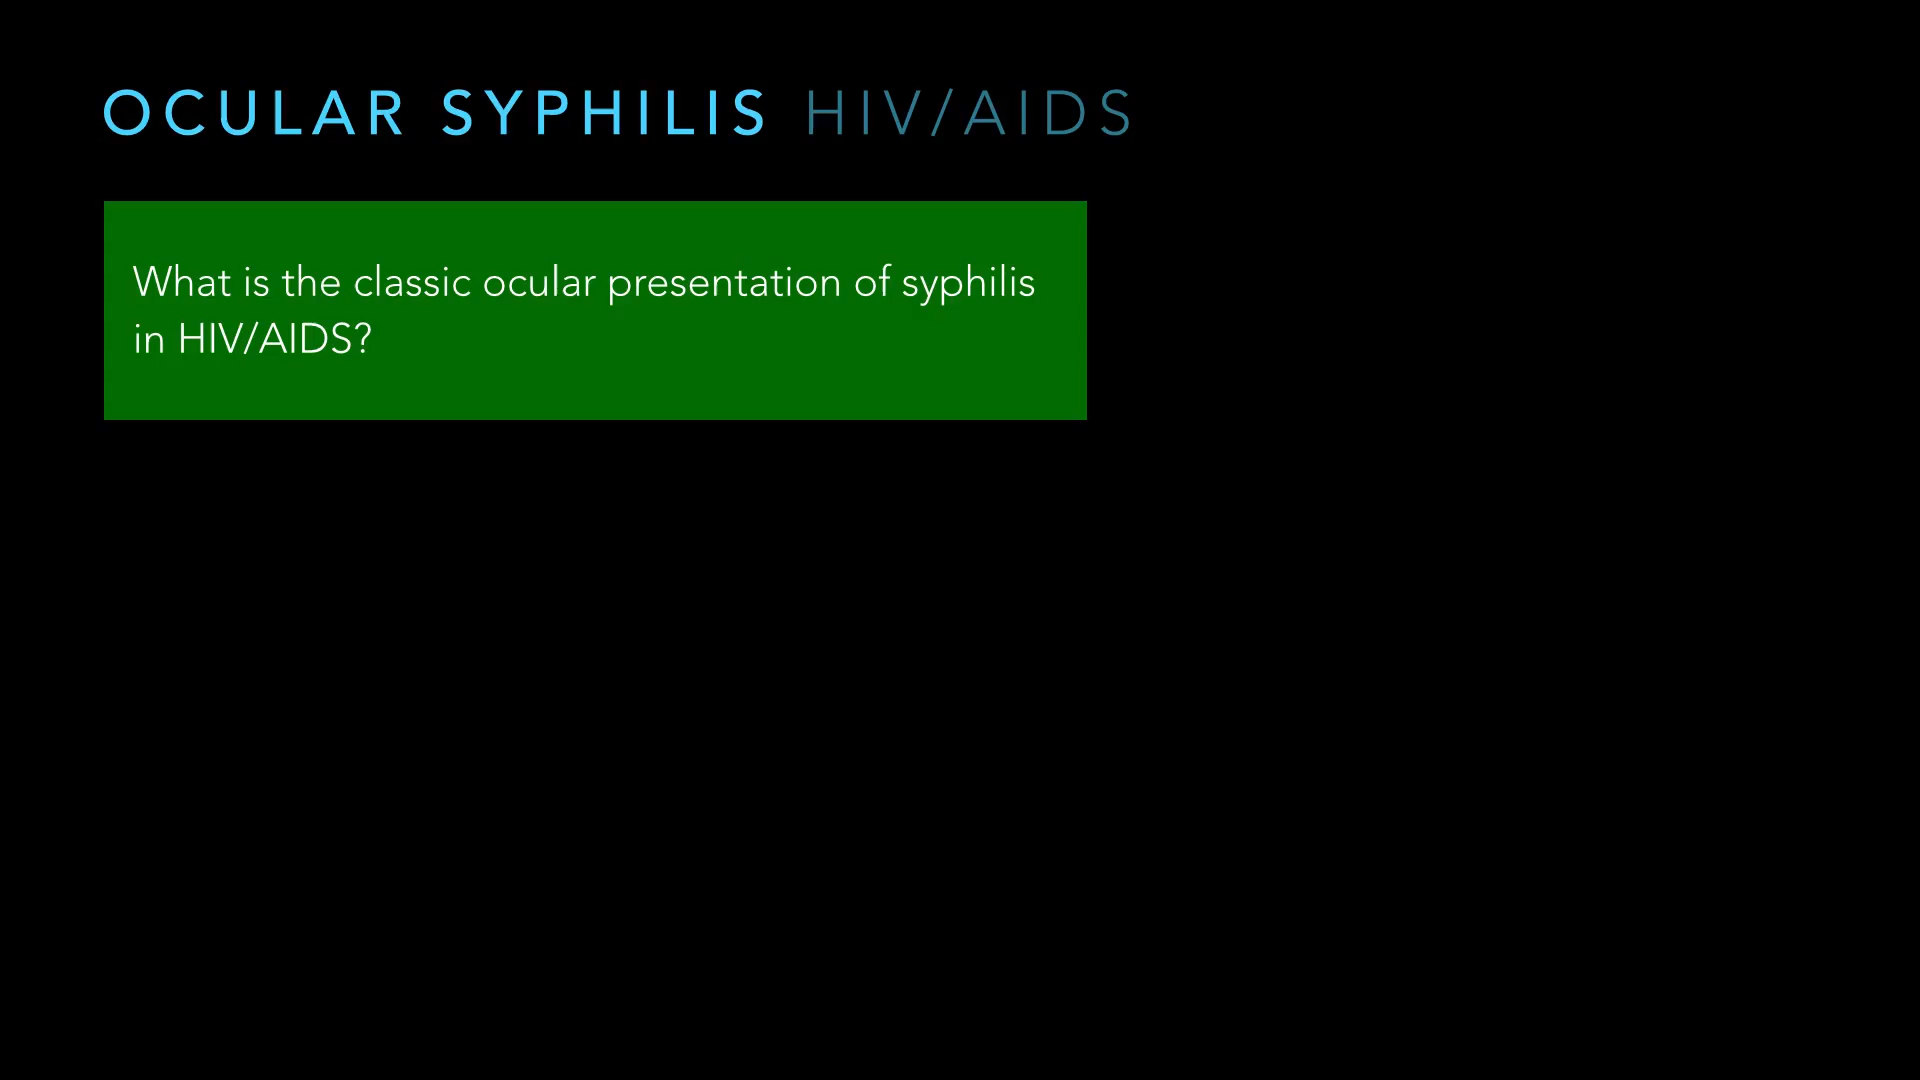 OCULAR SYPHILIS HIV/AIDS
What is the classic ocular presentation of syphilis
in HIV/AIDS?